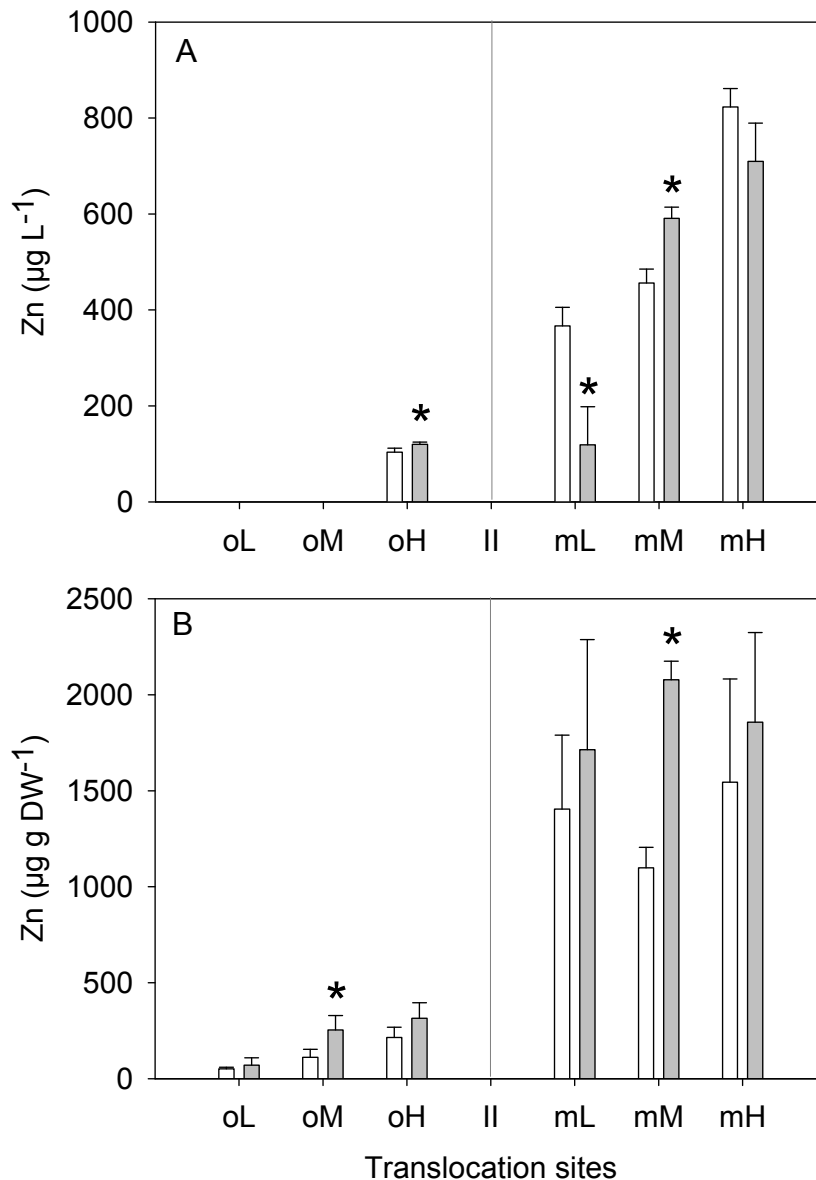 A
1000
800
600
400
200
0
Zn (µg L-1)
*
*
*
oL oM oH II mL mM mH
B
2500
2000
1500
1000
500
0
Zn (µg g DW-1)
*
*
oL oM oH II mL mM mH
Translocation sites